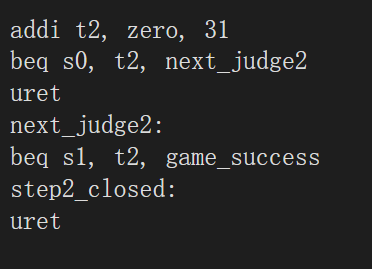 addi t2, zero, 31
beq s0, t2, next_judge2
uret
next_judge2:
beq s1, t2, game_success
step2_closed:
uret